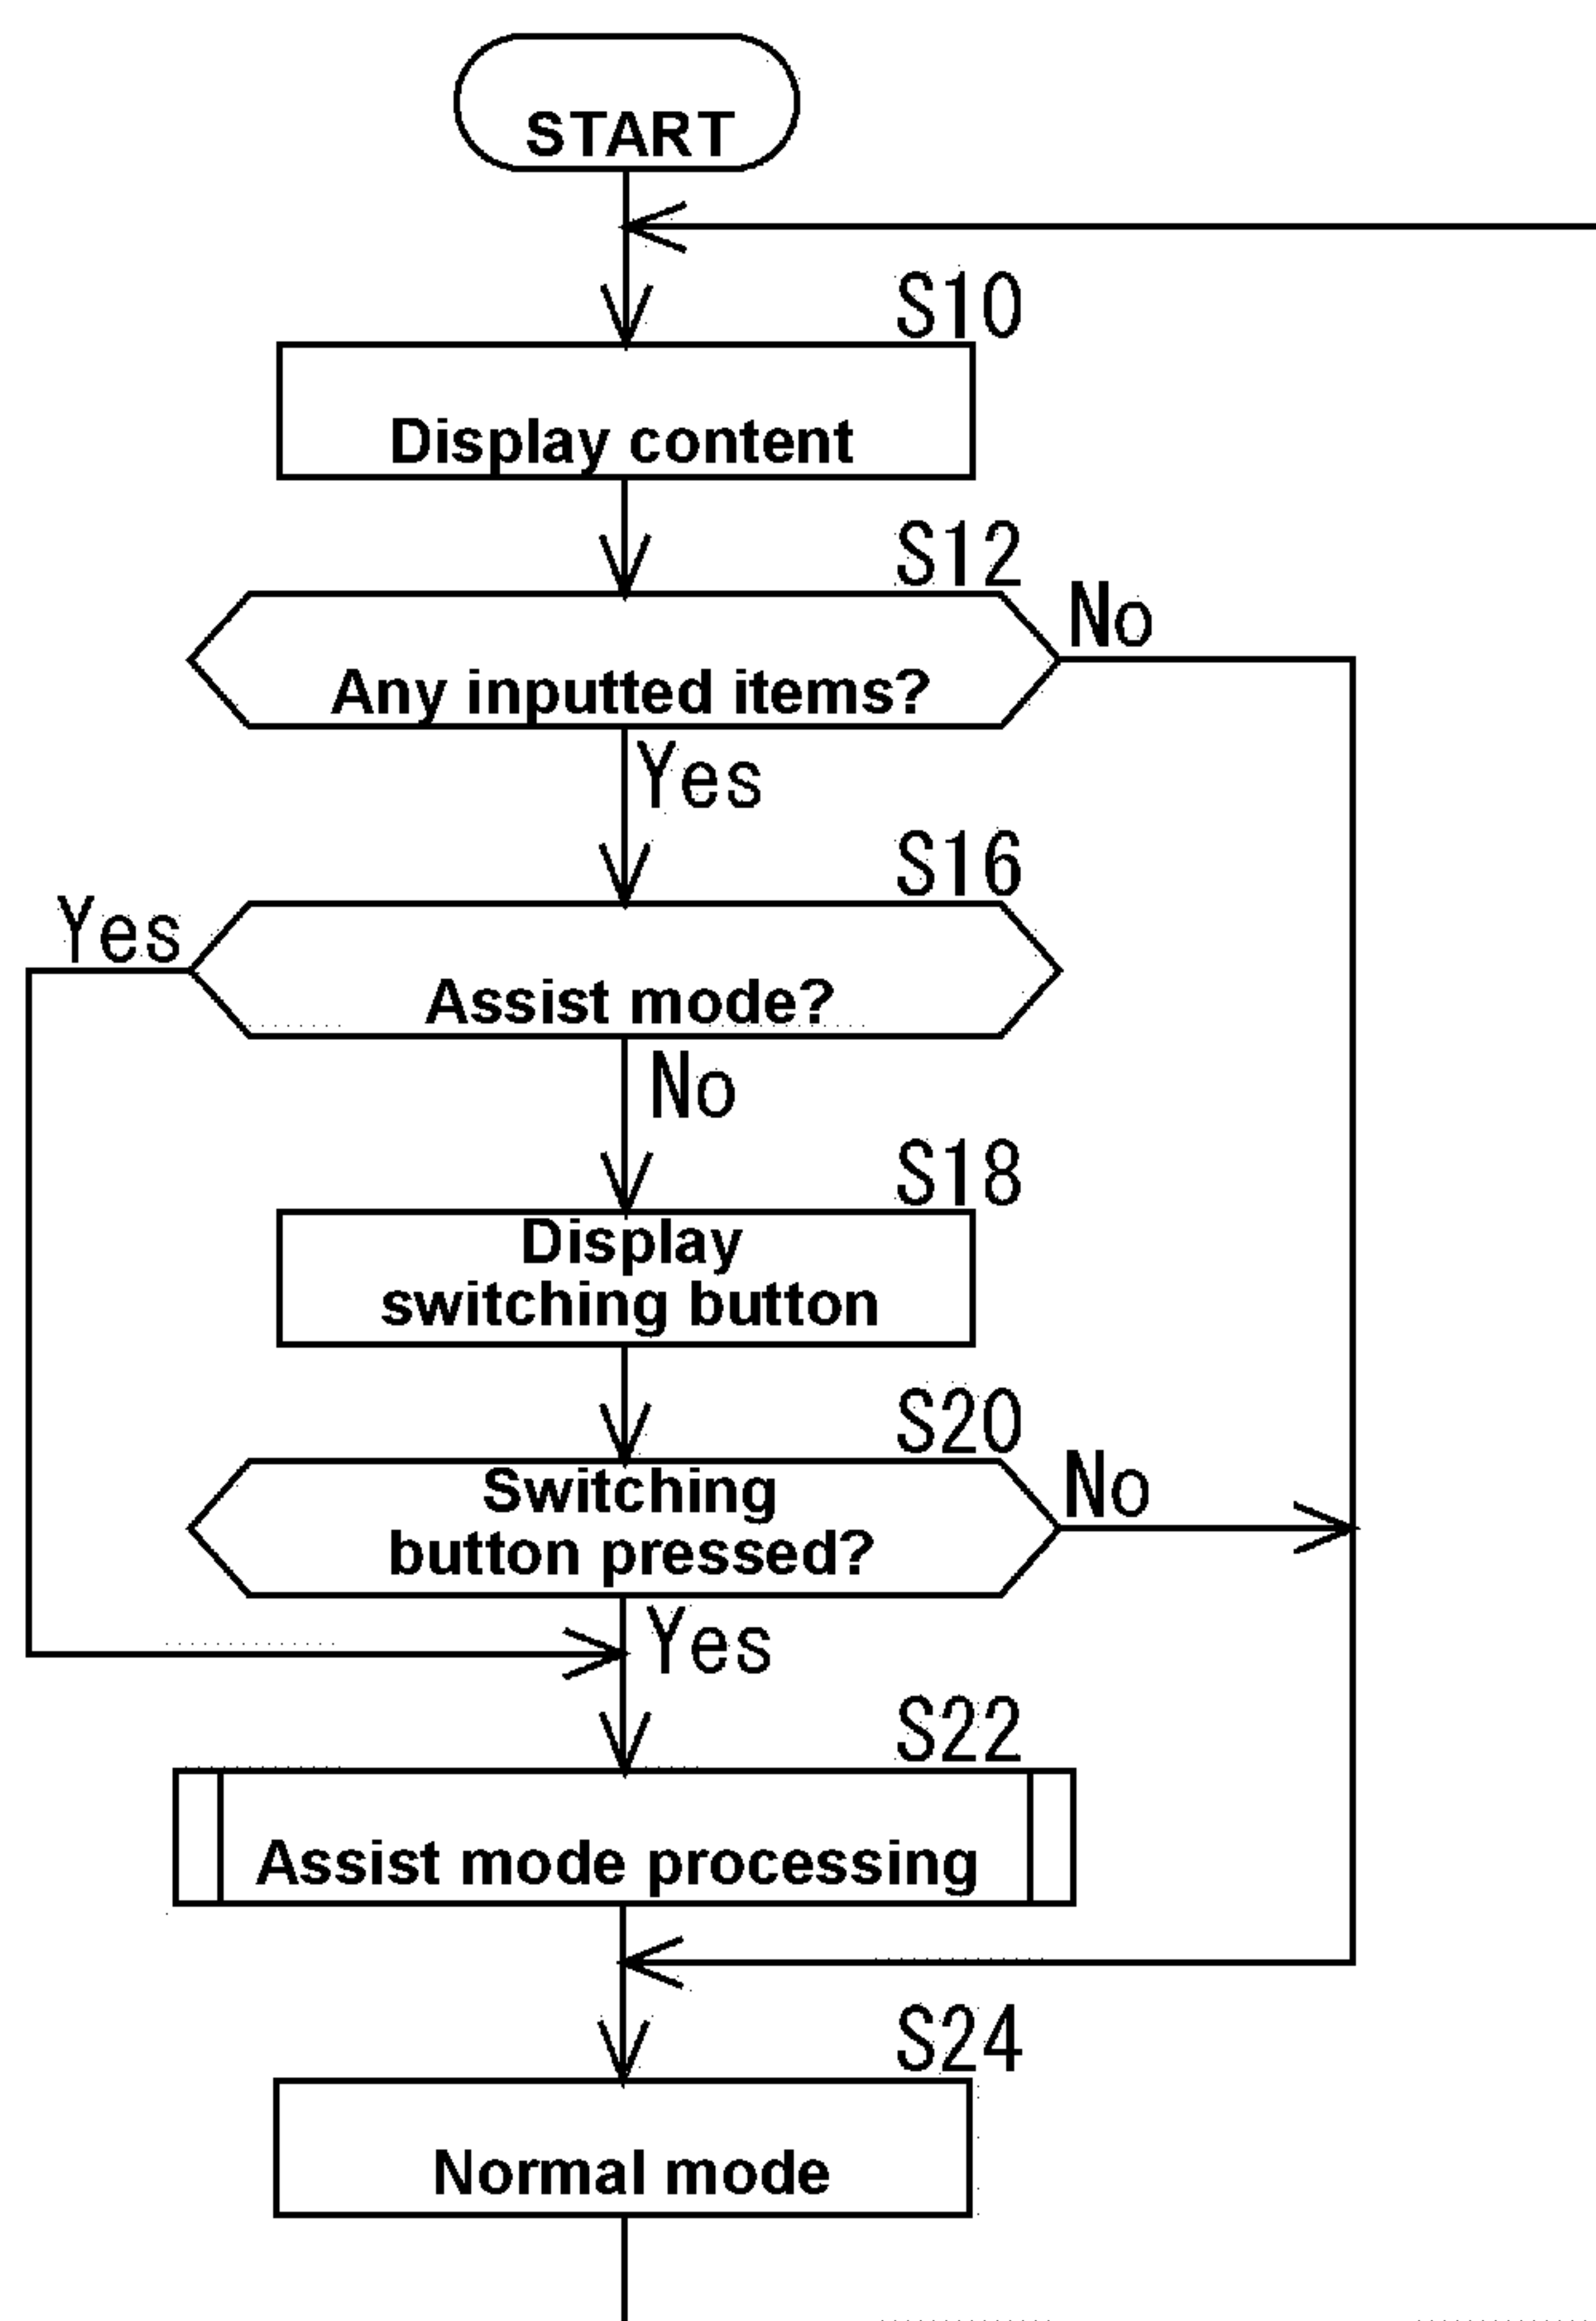 START
S10
Display content
S12
No
Any inputted items?
Yes
S16
Yes
Assist mode?
No
S18
Display
switching button
S20
No
Switching
button pressed?
Yes
S22
Assist mode processing
S24
Normal mode